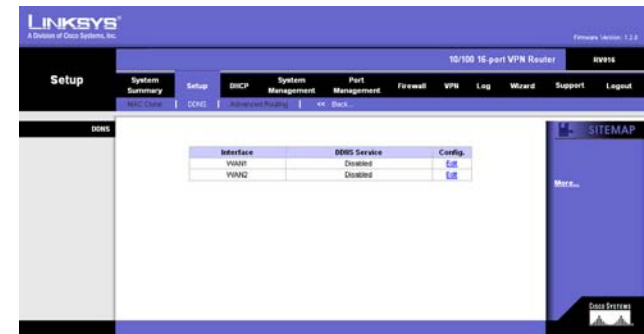 LINKSYS®
A Division of Cisco Systems, Inc.
Firmware Version: 1.2.0
10/100 16-port VPN Router
RV016
Setup
System Summary
Setup
DHCP
System Management
Port Management
Firewall
VPN
Log
Wizard
Support
Logout
MAC Clone | DDNS | Advanced Routing | << Back...
DDNS
SITEMAP
Interface DDNS Service Config.
WAN1 Disabled Edit
WAN2 Disabled Edit
More...
CISCO SYSTEMS